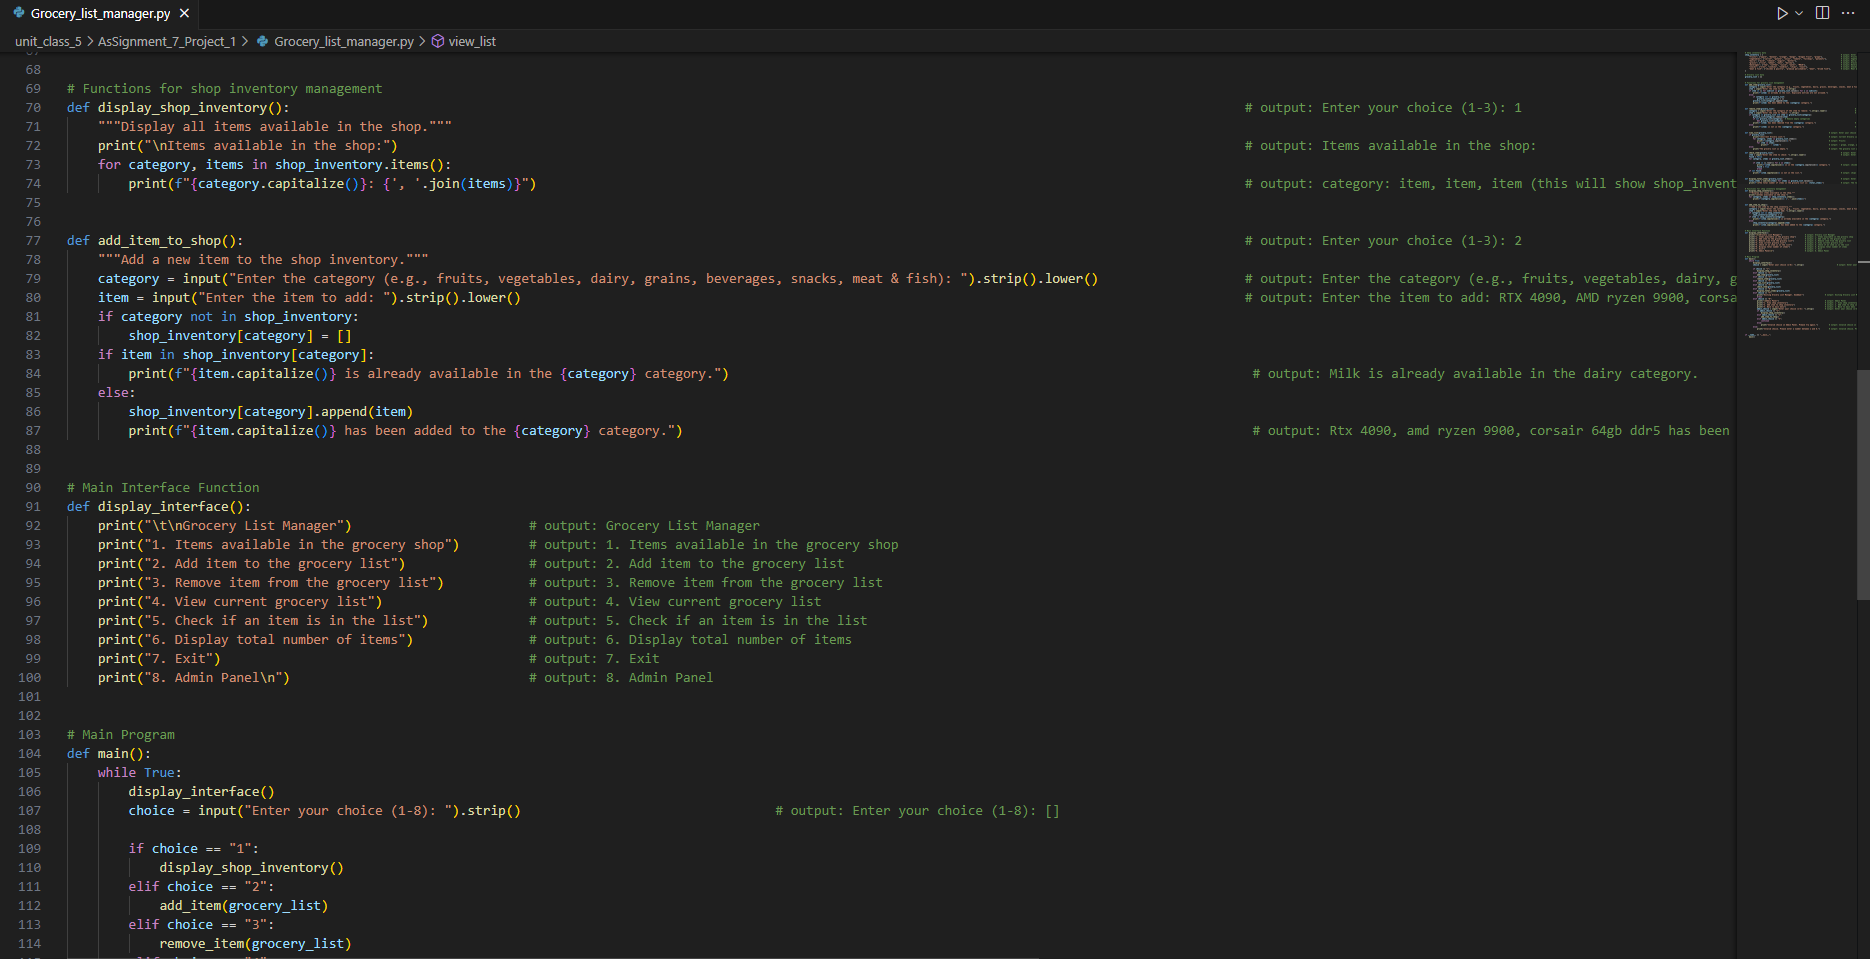 Grocery_list_manager.py
unit_class_5 > AsSignment_7_Project_1 > Grocery_list_manager.py > view_list
67
68
69 # Functions for shop inventory management
70 def display_shop_inventory(): # output: Enter your choice (1-3): 1
71 """Display all items available in the shop."""
72 print("\nItems available in the shop:") # output: Items available in the shop:
73 for category, items in shop_inventory.items():
74 print(f"{category.capitalize()}: {', '.join(items)}") # output: category: item, item, item (this will show shop_invent
75
76
77 def add_item_to_shop(): # output: Enter your choice (1-3): 2
78 """Add a new item to the shop inventory."""
79 category = input("Enter the category (e.g., fruits, vegetables, dairy, grains, beverages, snacks, meat & fish): ").strip().lower() # output: Enter the category (e.g., fruits, vegetables, dairy, g
80 item = input("Enter the item to add: ").strip().lower() # output: Enter the item to add: RTX 4090, AMD ryzen 9900, corsa
81 if category not in shop_inventory:
82 shop_inventory[category] = []
83 if item in shop_inventory[category]:
84 print(f"{item.capitalize()} is already available in the {category} category.") # output: Milk is already available in the dairy category.
85 else:
86 shop_inventory[category].append(item)
87 print(f"{item.capitalize()} has been added to the {category} category.") # output: Rtx 4090, amd ryzen 9900, corsair 64gb ddr5 has been
88
89
90 # Main Interface Function
91 def display_interface():
92 print("\t\nGrocery List Manager") # output: Grocery List Manager
93 print("1. Items available in the grocery shop") # output: 1. Items available in the grocery shop
94 print("2. Add item to the grocery list") # output: 2. Add item to the grocery list
95 print("3. Remove item from the grocery list") # output: 3. Remove item from the grocery list
96 print("4. View current grocery list") # output: 4. View current grocery list
97 print("5. Check if an item is in the list") # output: 5. Check if an item is in the list
98 print("6. Display total number of items") # output: 6. Display total number of items
99 print("7. Exit") # output: 7. Exit
100 print("8. Admin Panel\n") # output: 8. Admin Panel
101
102
103 # Main Program
104 def main():
105 while True:
106 display_interface()
107 choice = input("Enter your choice (1-8): ").strip() # output: Enter your choice (1-8): []
108
109 if choice == "1":
110 display_shop_inventory()
111 elif choice == "2":
112 add_item(grocery_list)
113 elif choice == "3":
114 remove_item(grocery_list)